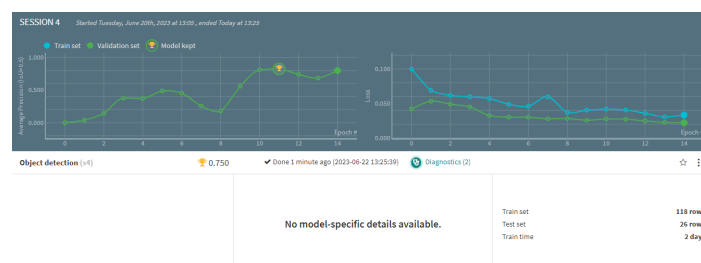 SESSION 4 Started Tuesday, June 20th, 2023 at 13:05 , ended Today at 13:25
Train set Validation set Model kept
1.000
0.500
0.000
Average Precision (IoU=0.5)
0 2 4 6 8 10 12 14
Epoch #
0.100
0.050
0.000
Loss
0 2 4 6 8 10 12 14
Epoch
Object detection (s4) 0.750 Done 1 minute ago (2023-06-22 13:25:39) Diagnostics (2)
No model-specific details available.
Train set 118 row
Test set 26 row
Train time 2 day